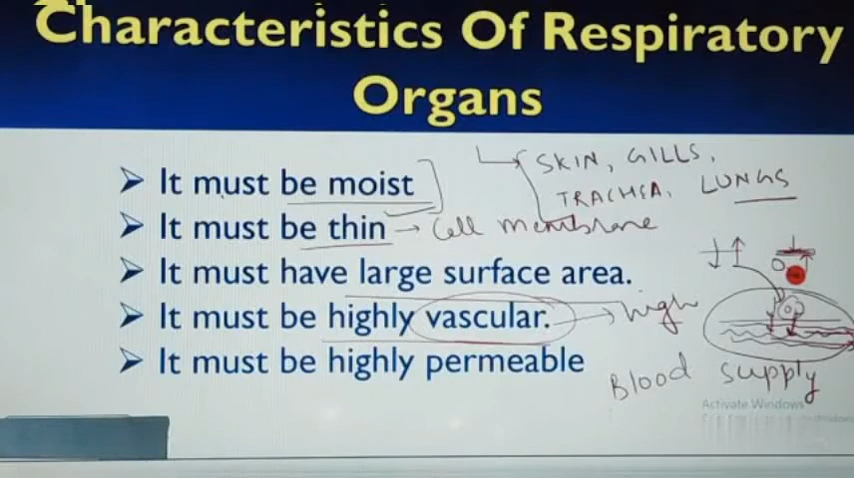 Characteristics Of Respiratory
Organs
➤ It must be moist
SKIN, GILLS,
TRACHEA, LUNGS
➤ It must be thin → Cell membrane
➤ It must have large surface area.
➤ It must be highly vascular. → high
➤ It must be highly permeable
Blood supply
Activate Windows